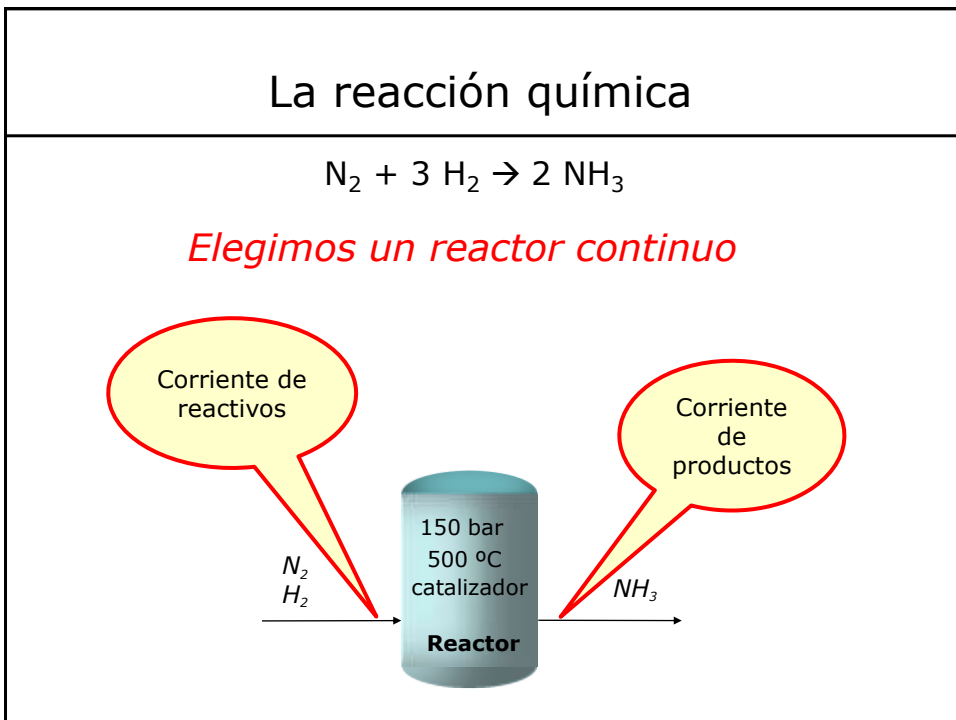 La reacción química
N₂ + 3 H₂ → 2 NH₃
Elegimos un reactor continuo
Corriente de
reactivos
Corriente
de
productos
150 bar
500 ºC
catalizador
N₂
H₂
NH₃
Reactor